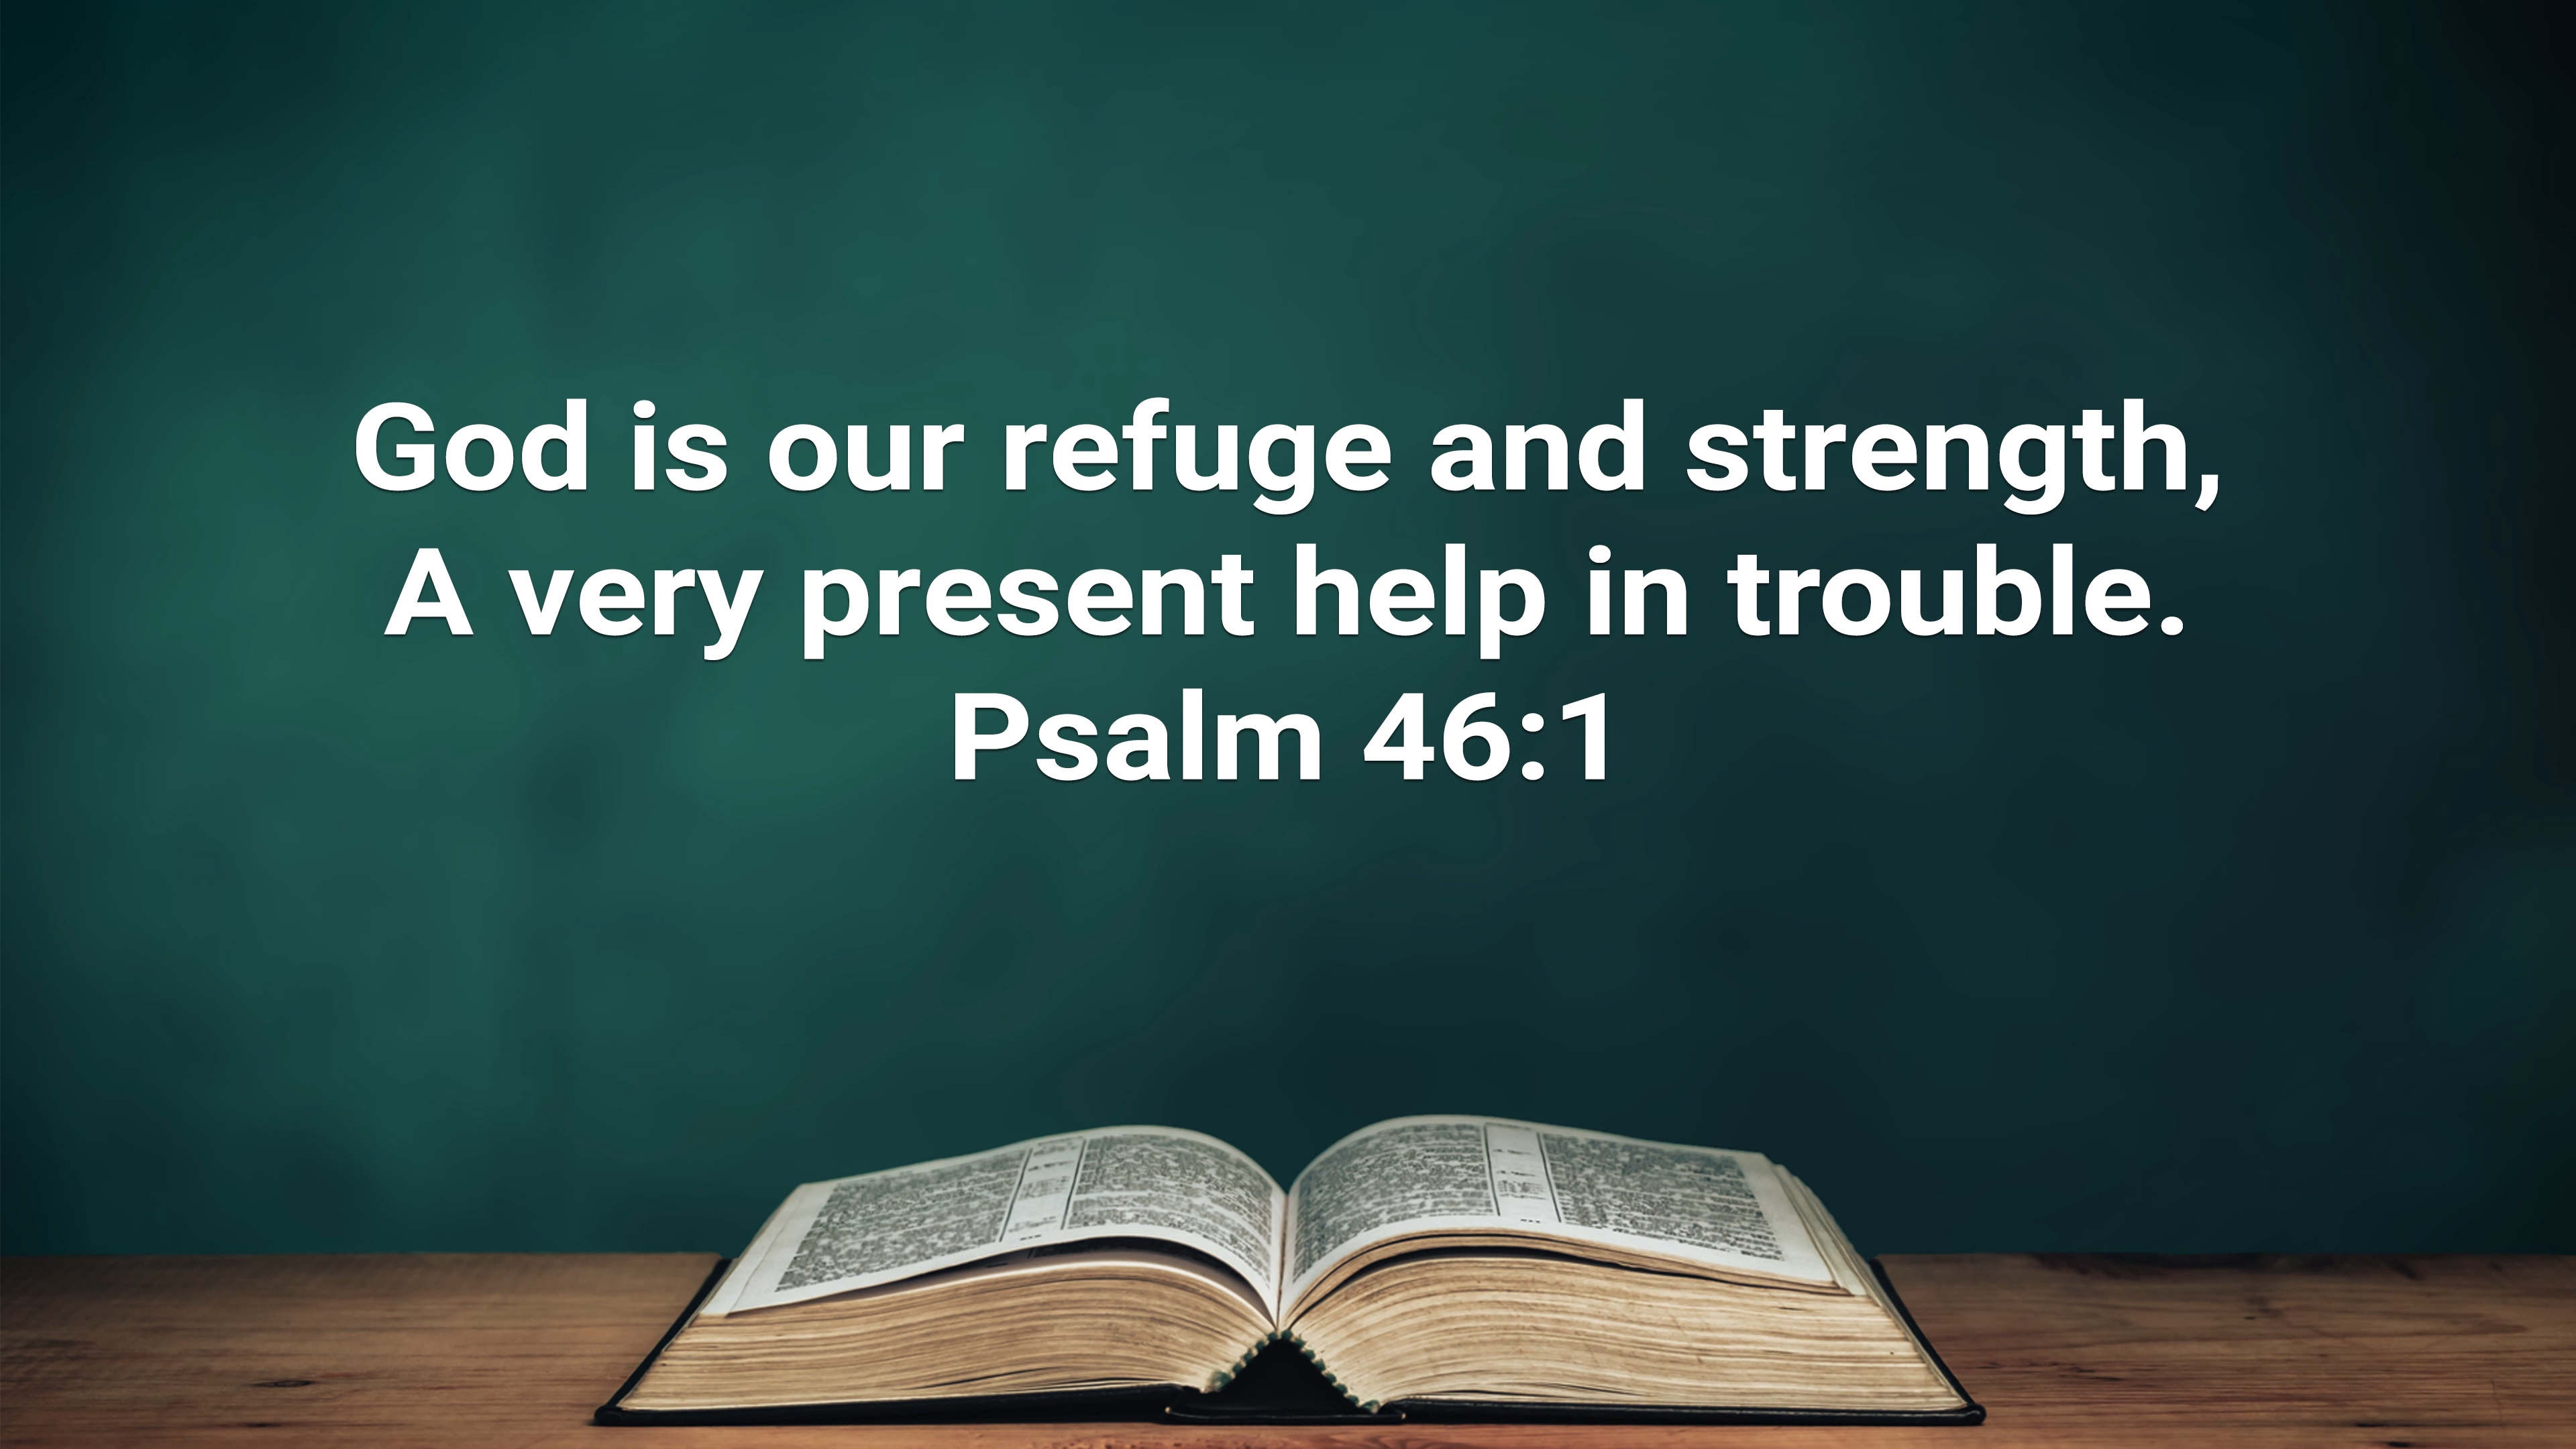 God is our refuge and strength,
A very present help in trouble.
Psalm 46:1